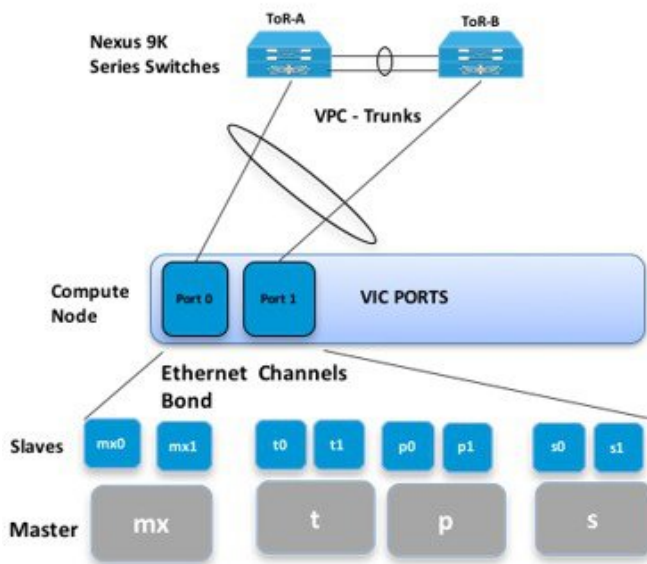 ToR-A
ToR-B
Nexus 9K
Series Switches
VPC - Trunks
Compute
Node
Port 0
Port 1
VIC PORTS
Ethernet Channels
Bond
Slaves
mx0
mx1
t0
t1
p0
p1
s0
s1
Master
mx
t
p
s